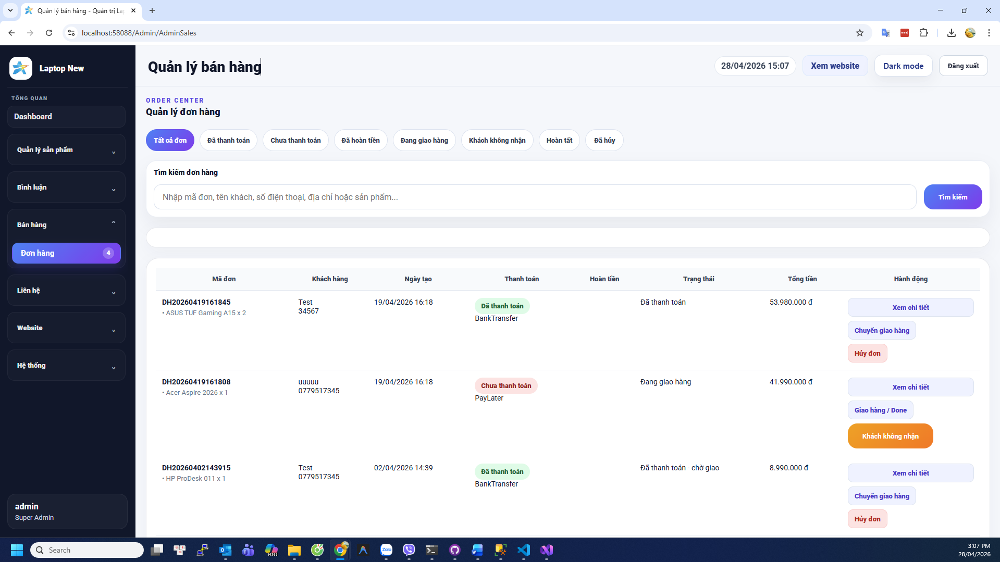 Quản lý bán hàng - Quản trị La
localhost:58088/Admin/AdminSales
Laptop New
TỔNG QUAN
Dashboard
Quản lý sản phẩm
Bình luận
Bán hàng
Đơn hàng
4
Liên hệ
Website
Hệ thống
admin
Super Admin
Quản lý bán hàng
28/04/2026 15:07
Xem website
Dark mode
Đăng xuất
ORDER CENTER
Quản lý đơn hàng
Tất cả đơn
Đã thanh toán
Chưa thanh toán
Đã hoàn tiền
Đang giao hàng
Khách không nhận
Hoàn tất
Đã hủy
Tìm kiếm đơn hàng
Nhập mã đơn, tên khách, số điện thoại, địa chỉ hoặc sản phẩm...
Tìm kiếm
Mã đơn Khách hàng Ngày tạo Thanh toán Hoàn tiền Trạng thái Tổng tiền Hành động
DH20260419161845
• ASUS TUF Gaming A15 x 2
Test
34567
19/04/2026 16:18
Đã thanh toán
BankTransfer
Đã thanh toán
53.980.000 đ
Xem chi tiết
Chuyển giao hàng
Hủy đơn
DH20260419161808
• Acer Aspire 2026 x 1
uuuuu
0779517345
19/04/2026 16:18
Chưa thanh toán
PayLater
Đang giao hàng
41.990.000 đ
Xem chi tiết
Giao hàng / Done
Khách không nhận
DH20260402143915
• HP ProDesk 011 x 1
Test
0779517345
02/04/2026 14:39
Đã thanh toán
BankTransfer
Đã thanh toán - chờ giao
8.990.000 đ
Xem chi tiết
Chuyển giao hàng
Hủy đơn
Search
M365
Zalo
3:07 PM
28/04/2026